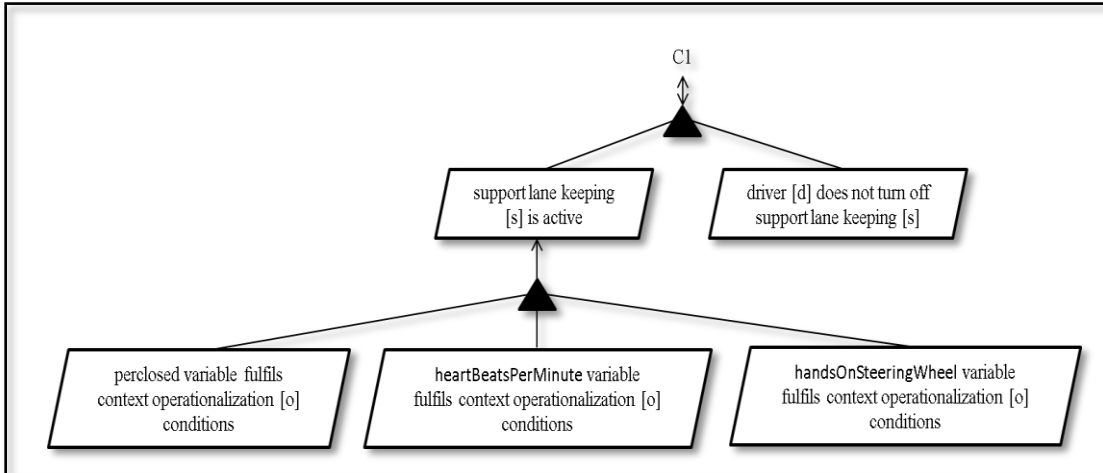 C1
support lane keeping
[s] is active
driver [d] does not turn off
support lane keeping [s]
perclosed variable fulfils
context operationalization [o]
conditions
heartBeatsPerMinute variable
fulfils context operationalization [o]
conditions
handsOnSteeringWheel variable
fulfils context operationalization [o]
conditions